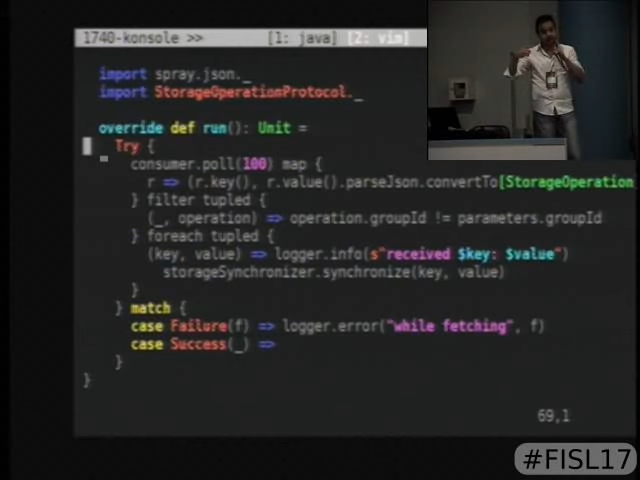 1740-konsole >> [1: java] [2: vim]
import spray.json._
import StorageOperationProtocol._
override def run(): Unit =
Try {
consumer.poll(100) map {
r => (r.key(), r.value().parseJson.convertTo[StorageOperation
} filter tupled {
(_, operation) => operation.groupId != parameters.groupId
} foreach tupled {
(key, value) => logger.info(s"received $key: $value")
storageSynchronizer.synchronize(key, value)
}
} match {
case Failure(f) => logger.error("while fetching", f)
case Success(_) =>
}
}
69,1
#FISL17